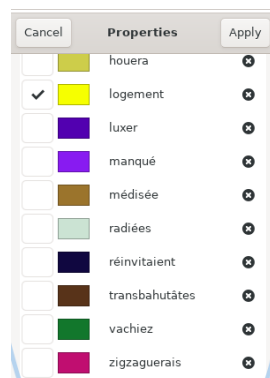 Cancel Properties Apply
houera
logement
luxer
manqué
médisée
radiées
réinvitaient
transbahutâtes
vachiez
zigzaguerais